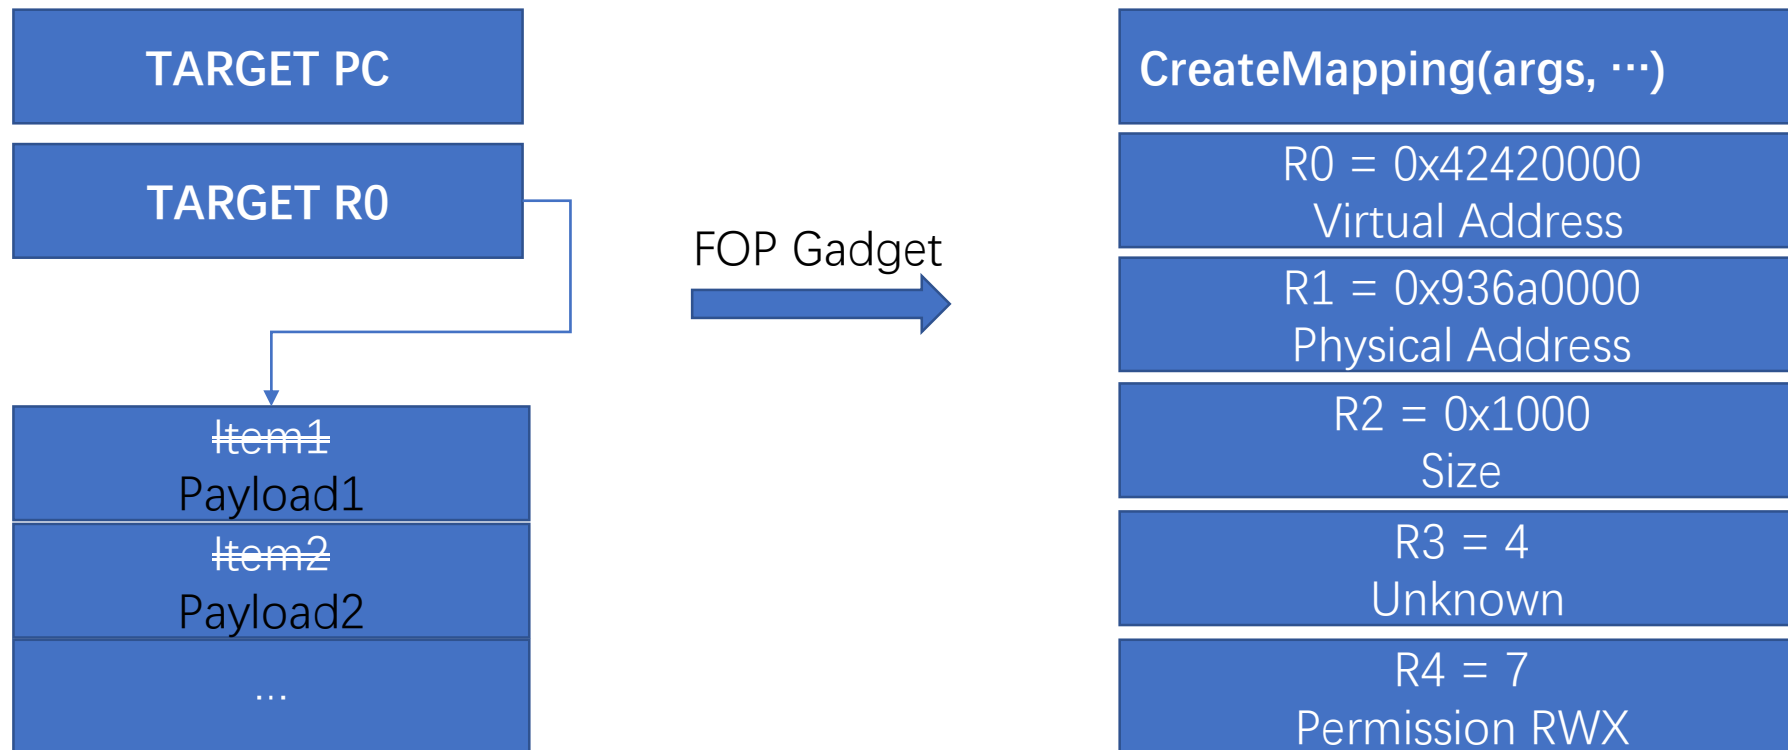 TARGET PC
TARGET R0
Item1
Payload1
Item2
Payload2
...
FOP Gadget
CreateMapping(args, ···)
R0 = 0x42420000
Virtual Address
R1 = 0x936a0000
Physical Address
R2 = 0x1000
Size
R3 = 4
Unknown
R4 = 7
Permission RWX